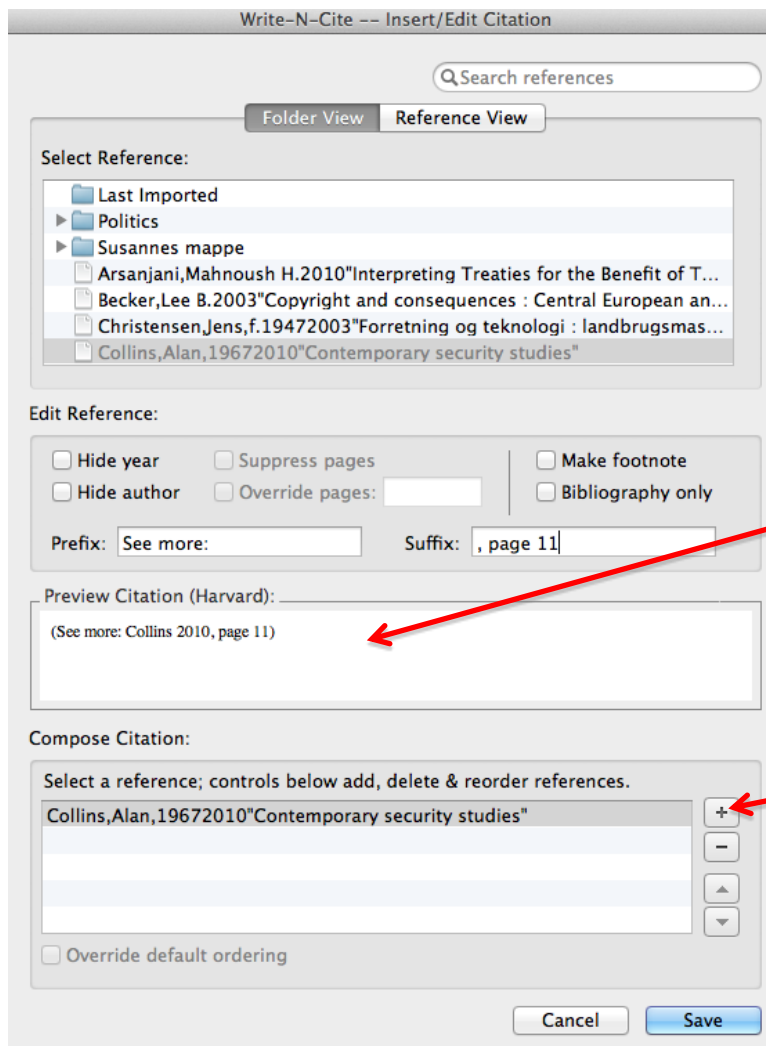 Write-N-Cite -- Insert/Edit Citation
Search references
Folder View Reference View
Select Reference:
Last Imported
Politics
Susannes mappe
Arsanjani,Mahnoush H.2010"Interpreting Treaties for the Benefit of T...
Becker,Lee B.2003"Copyright and consequences : Central European an...
Christensen,Jens,f.19472003"Forretning og teknologi : landbrugsmas...
Collins,Alan,19672010"Contemporary security studies"
Edit Reference:
Hide year Suppress pages Make footnote
Hide author Override pages: Bibliography only
Prefix: See more: Suffix: , page 11
Preview Citation (Harvard):
(See more: Collins 2010, page 11)
Compose Citation:
Select a reference; controls below add, delete & reorder references.
Collins,Alan,19672010"Contemporary security studies"
Override default ordering
Cancel Save